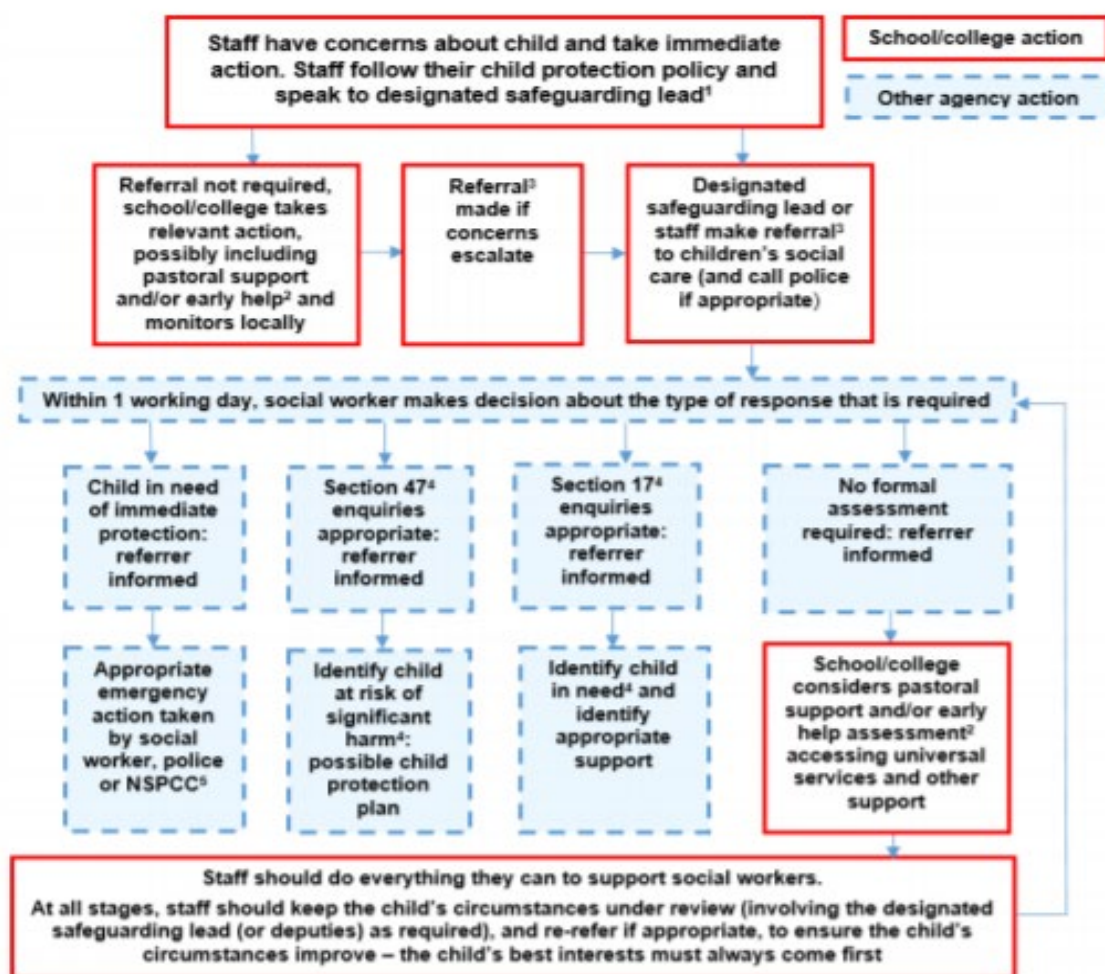 Staff have concerns about child and take immediate
action. Staff follow their child protection policy and
speak to designated safeguarding lead¹
School/college action
Other agency action
Referral not required,
school/college takes
relevant action,
possibly including
pastoral support
and/or early help² and
monitors locally
Referral³
made if
concerns
escalate
Designated
safeguarding lead or
staff make referral³
to children's social
care (and call police
if appropriate)
Within 1 working day, social worker makes decision about the type of response that is required
Child in need
of immediate
protection:
referrer
informed
Section 47⁴
enquiries
appropriate:
referrer
informed
Section 17⁴
enquiries
appropriate:
referrer
informed
No formal
assessment
required: referrer
informed
Appropriate
emergency
action taken
by social
worker, police
or NSPCC⁵
Identify child
at risk of
significant
harm⁴:
possible child
protection
plan
Identify child
in need⁴ and
identify
appropriate
support
School/college
considers pastoral
support and/or early
help assessment²
accessing universal
services and other
support
Staff should do everything they can to support social workers.
At all stages, staff should keep the child's circumstances under review (involving the designated
safeguarding lead (or deputies) as required), and re-refer if appropriate, to ensure the child's
circumstances improve – the child's best interests must always come first